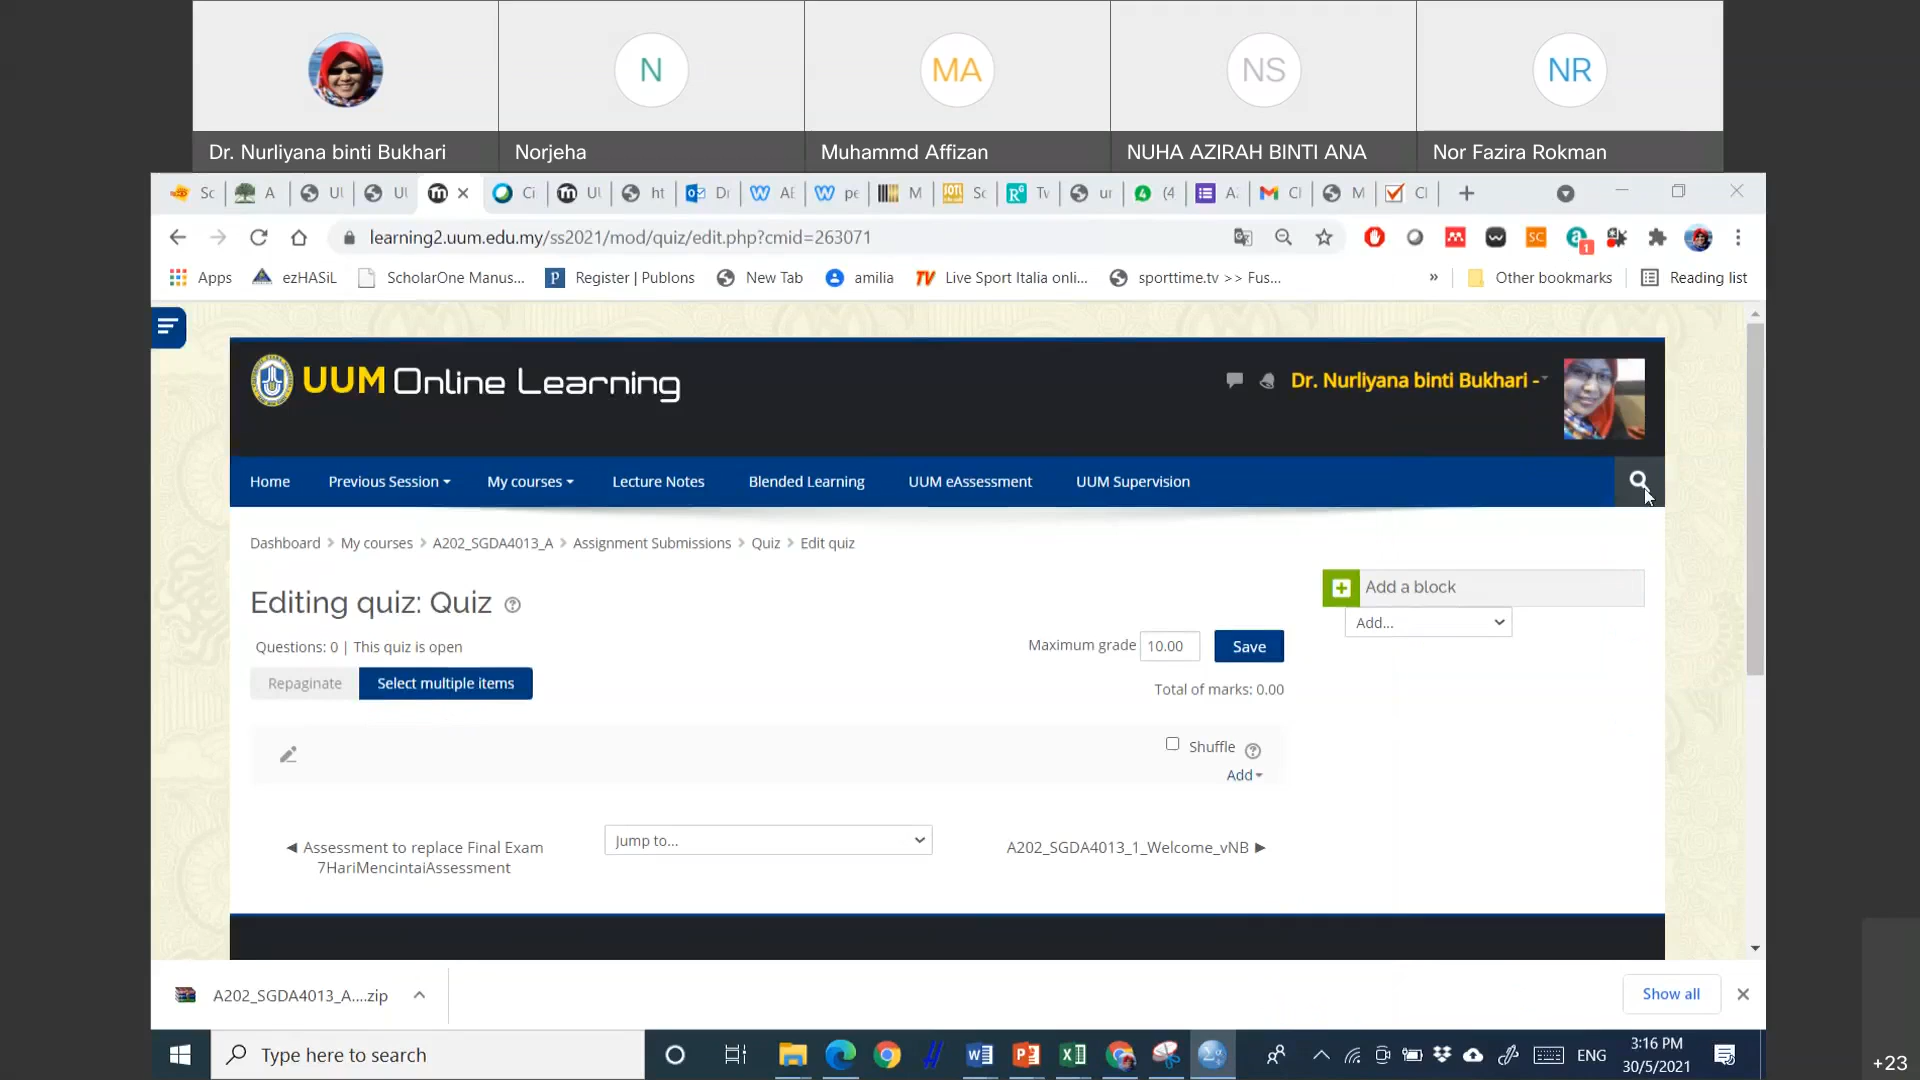 N
MA
NS
NR
Dr. Nurliyana binti Bukhari
Norjeha
Muhammd Affizan
NUHA AZIRAH BINTI ANA
Nor Fazira Rokman
learning2.uum.edu.my/ss2021/mod/quiz/edit.php?cmid=263071
Apps
ezHASiL
ScholarOne Manus...
Register | Publons
New Tab
amilia
Live Sport Italia onli...
sporttime.tv >> Fus...
»
Other bookmarks
Reading list
UUM Online Learning
Dr. Nurliyana binti Bukhari -
Home
Previous Session
My courses
Lecture Notes
Blended Learning
UUM eAssessment
UUM Supervision
Dashboard
My courses
A202_SGDA4013_A
Assignment Submissions
Quiz
Edit quiz
Editing quiz: Quiz
Add a block
Add...
Questions: 0 | This quiz is open
Maximum grade
10.00
Save
Repaginate
Select multiple items
Total of marks: 0.00
Shuffle
Add
◄ Assessment to replace Final Exam
7HariMencintaiAssessment
Jump to...
A202_SGDA4013_1_Welcome_vNB ►
A202_SGDA4013_A....zip
Show all
Type here to search
ENG
3:16 PM
30/5/2021
+23